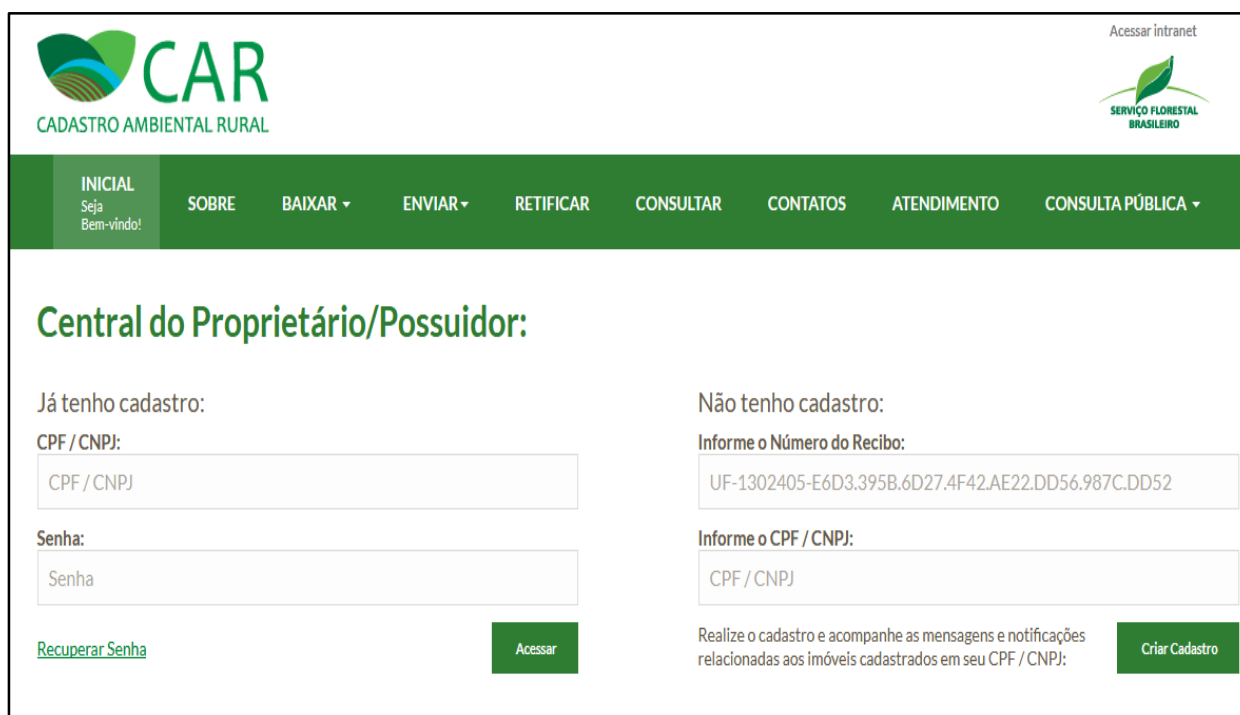 Acessar intranet
CAR
CADASTRO AMBIENTAL RURAL
SERVIÇO FLORESTAL
BRASILEIRO
INICIAL
Seja
Bem-vindo!
SOBRE
BAIXAR
ENVIAR
RETIFICAR
CONSULTAR
CONTATOS
ATENDIMENTO
CONSULTA PÚBLICA
Central do Proprietário/Possuidor:
Já tenho cadastro:
CPF / CNPJ:
CPF / CNPJ
Senha:
Senha
Recuperar Senha
Acessar
Não tenho cadastro:
Informe o Número do Recibo:
UF-1302405-E6D3.395B.6D27.4F42.AE22.DD56.987C.DD52
Informe o CPF / CNPJ:
CPF / CNPJ
Realize o cadastro e acompanhe as mensagens e notificações
relacionadas aos imóveis cadastrados em seu CPF / CNPJ:
Criar Cadastro